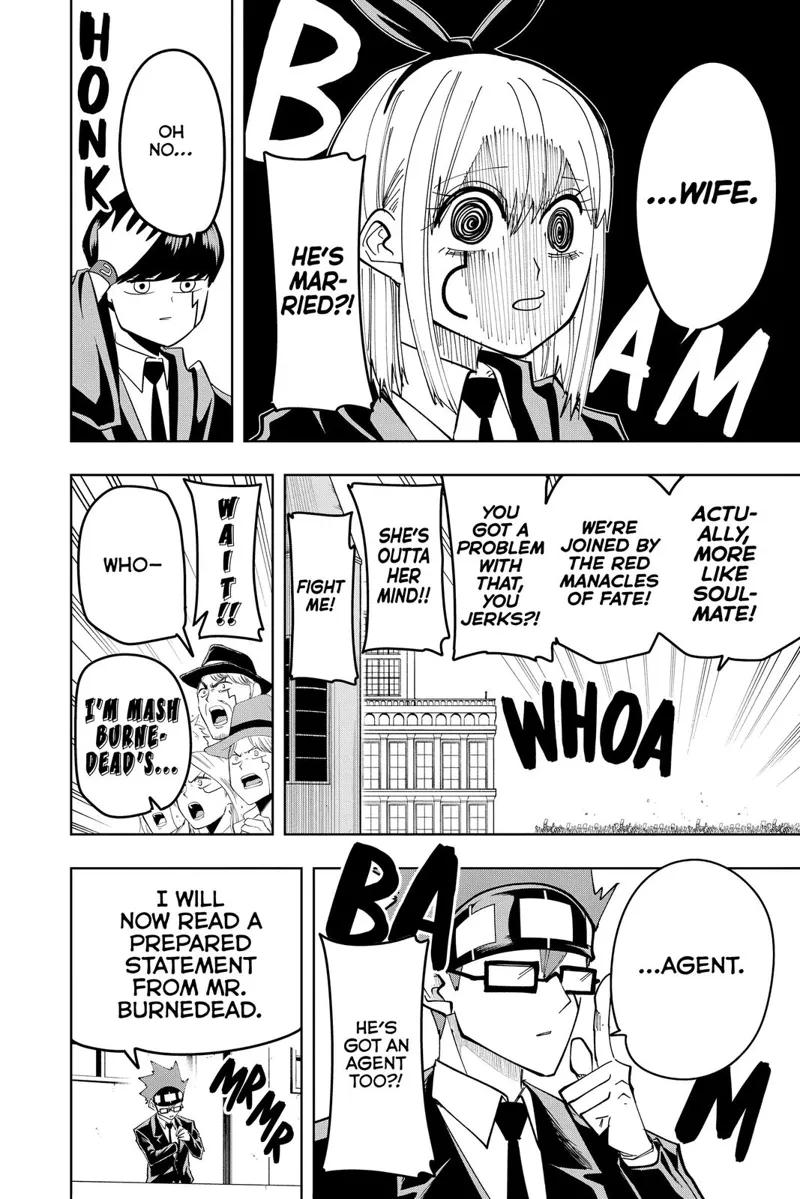 ...WIFE.
BAM
HE'S
MAR-
RIED?!
OH
NO...
HONK
ACTU-
ALLY,
MORE
LIKE
SOUL-
MATE!
WE'RE
JOINED BY
THE RED
MANACLES
OF FATE!
YOU
GOT A
PROBLEM
WITH
THAT,
YOU
JERKS?!
SHE'S
OUTTA
HER
MIND!!
FIGHT
ME!
WHOA
WAIT!!
WHO–
I'M MASH
BURNE-
DEAD'S...
...AGENT.
BAM
HE'S
GOT AN
AGENT
TOO?!
I WILL
NOW READ A
PREPARED
STATEMENT
FROM MR.
BURNEDEAD.
MRMR